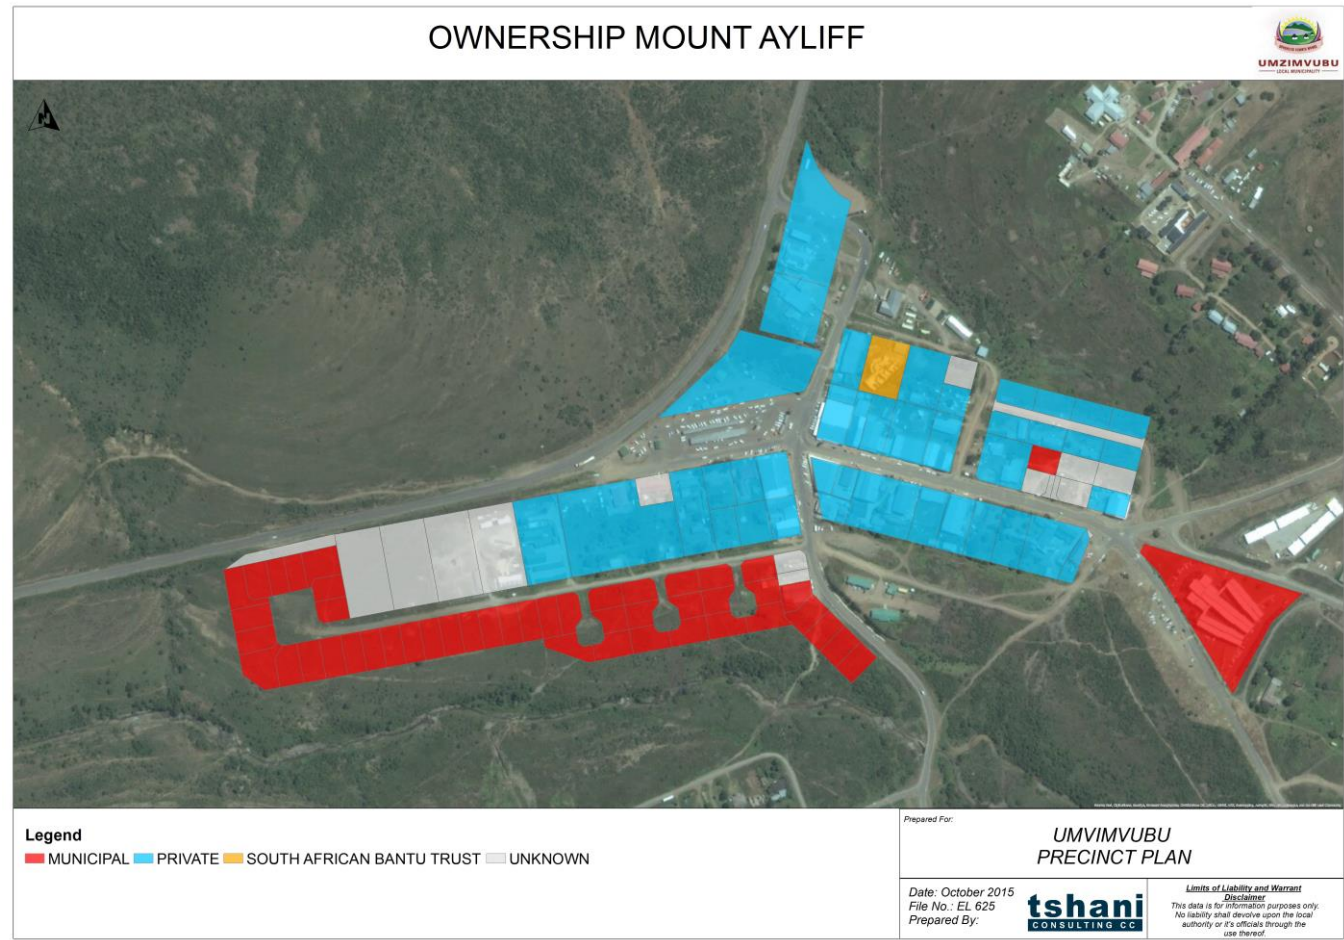 OWNERSHIP MOUNT AYLIFF
UMZIMVUBU
LOCAL MUNICIPALITY
N
Legend
MUNICIPAL PRIVATE SOUTH AFRICAN BANTU TRUST UNKNOWN
Prepared For:
UMVIMVUBU
PRECINCT PLAN
Date: October 2015
File No.: EL 625
Prepared By:
tshani
CONSULTING CC
Limits of Liability and Warrant
Disclaimer
This data is for information purposes only.
No liability shall devolve upon the local
authority or it's officials through the
use thereof.